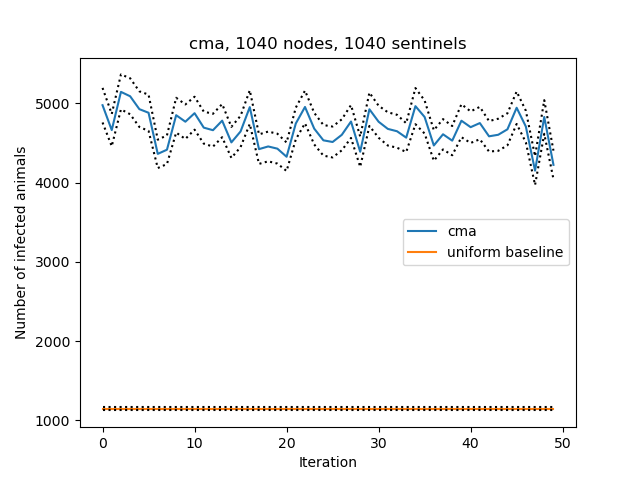 cma, 1040 nodes, 1040 sentinels
Number of infected animals
5000
4000
3000
2000
1000
cma
uniform baseline
0 10 20 30 40 50
Iteration